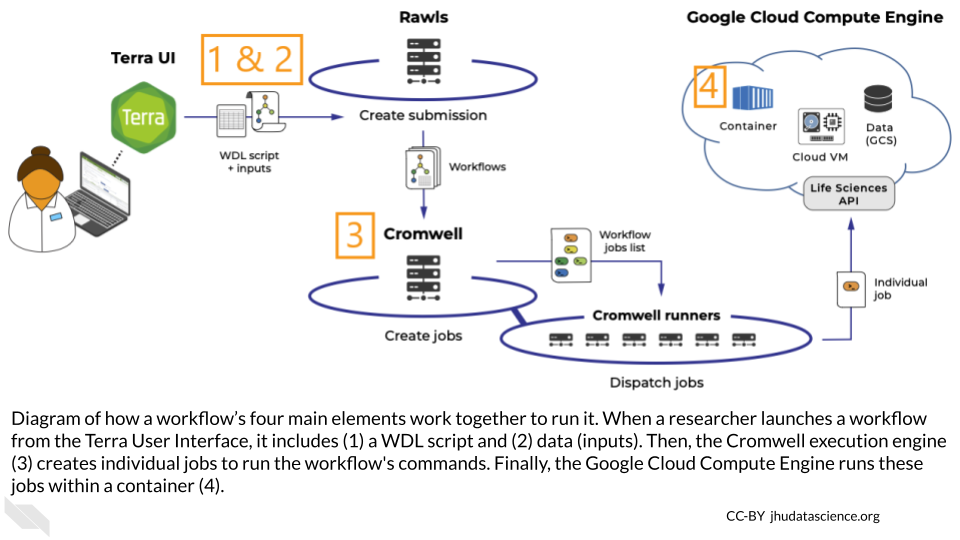 Rawls
Google Cloud Compute Engine
Terra UI
1 & 2
4
Terra
Container
Create submission
Data
(GCS)
Cloud VM
WDL script
+ inputs
Workflows
Life Sciences
API
3
Cromwell
Workflow
jobs list
Individual
job
Cromwell runners
Create jobs
Dispatch jobs
Diagram of how a workflow’s four main elements work together to run it. When a researcher launches a workflow
from the Terra User Interface, it includes (1) a WDL script and (2) data (inputs). Then, the Cromwell execution engine
(3) creates individual jobs to run the workflow's commands. Finally, the Google Cloud Compute Engine runs these
jobs within a container (4).
CC-BY jhudatascience.org